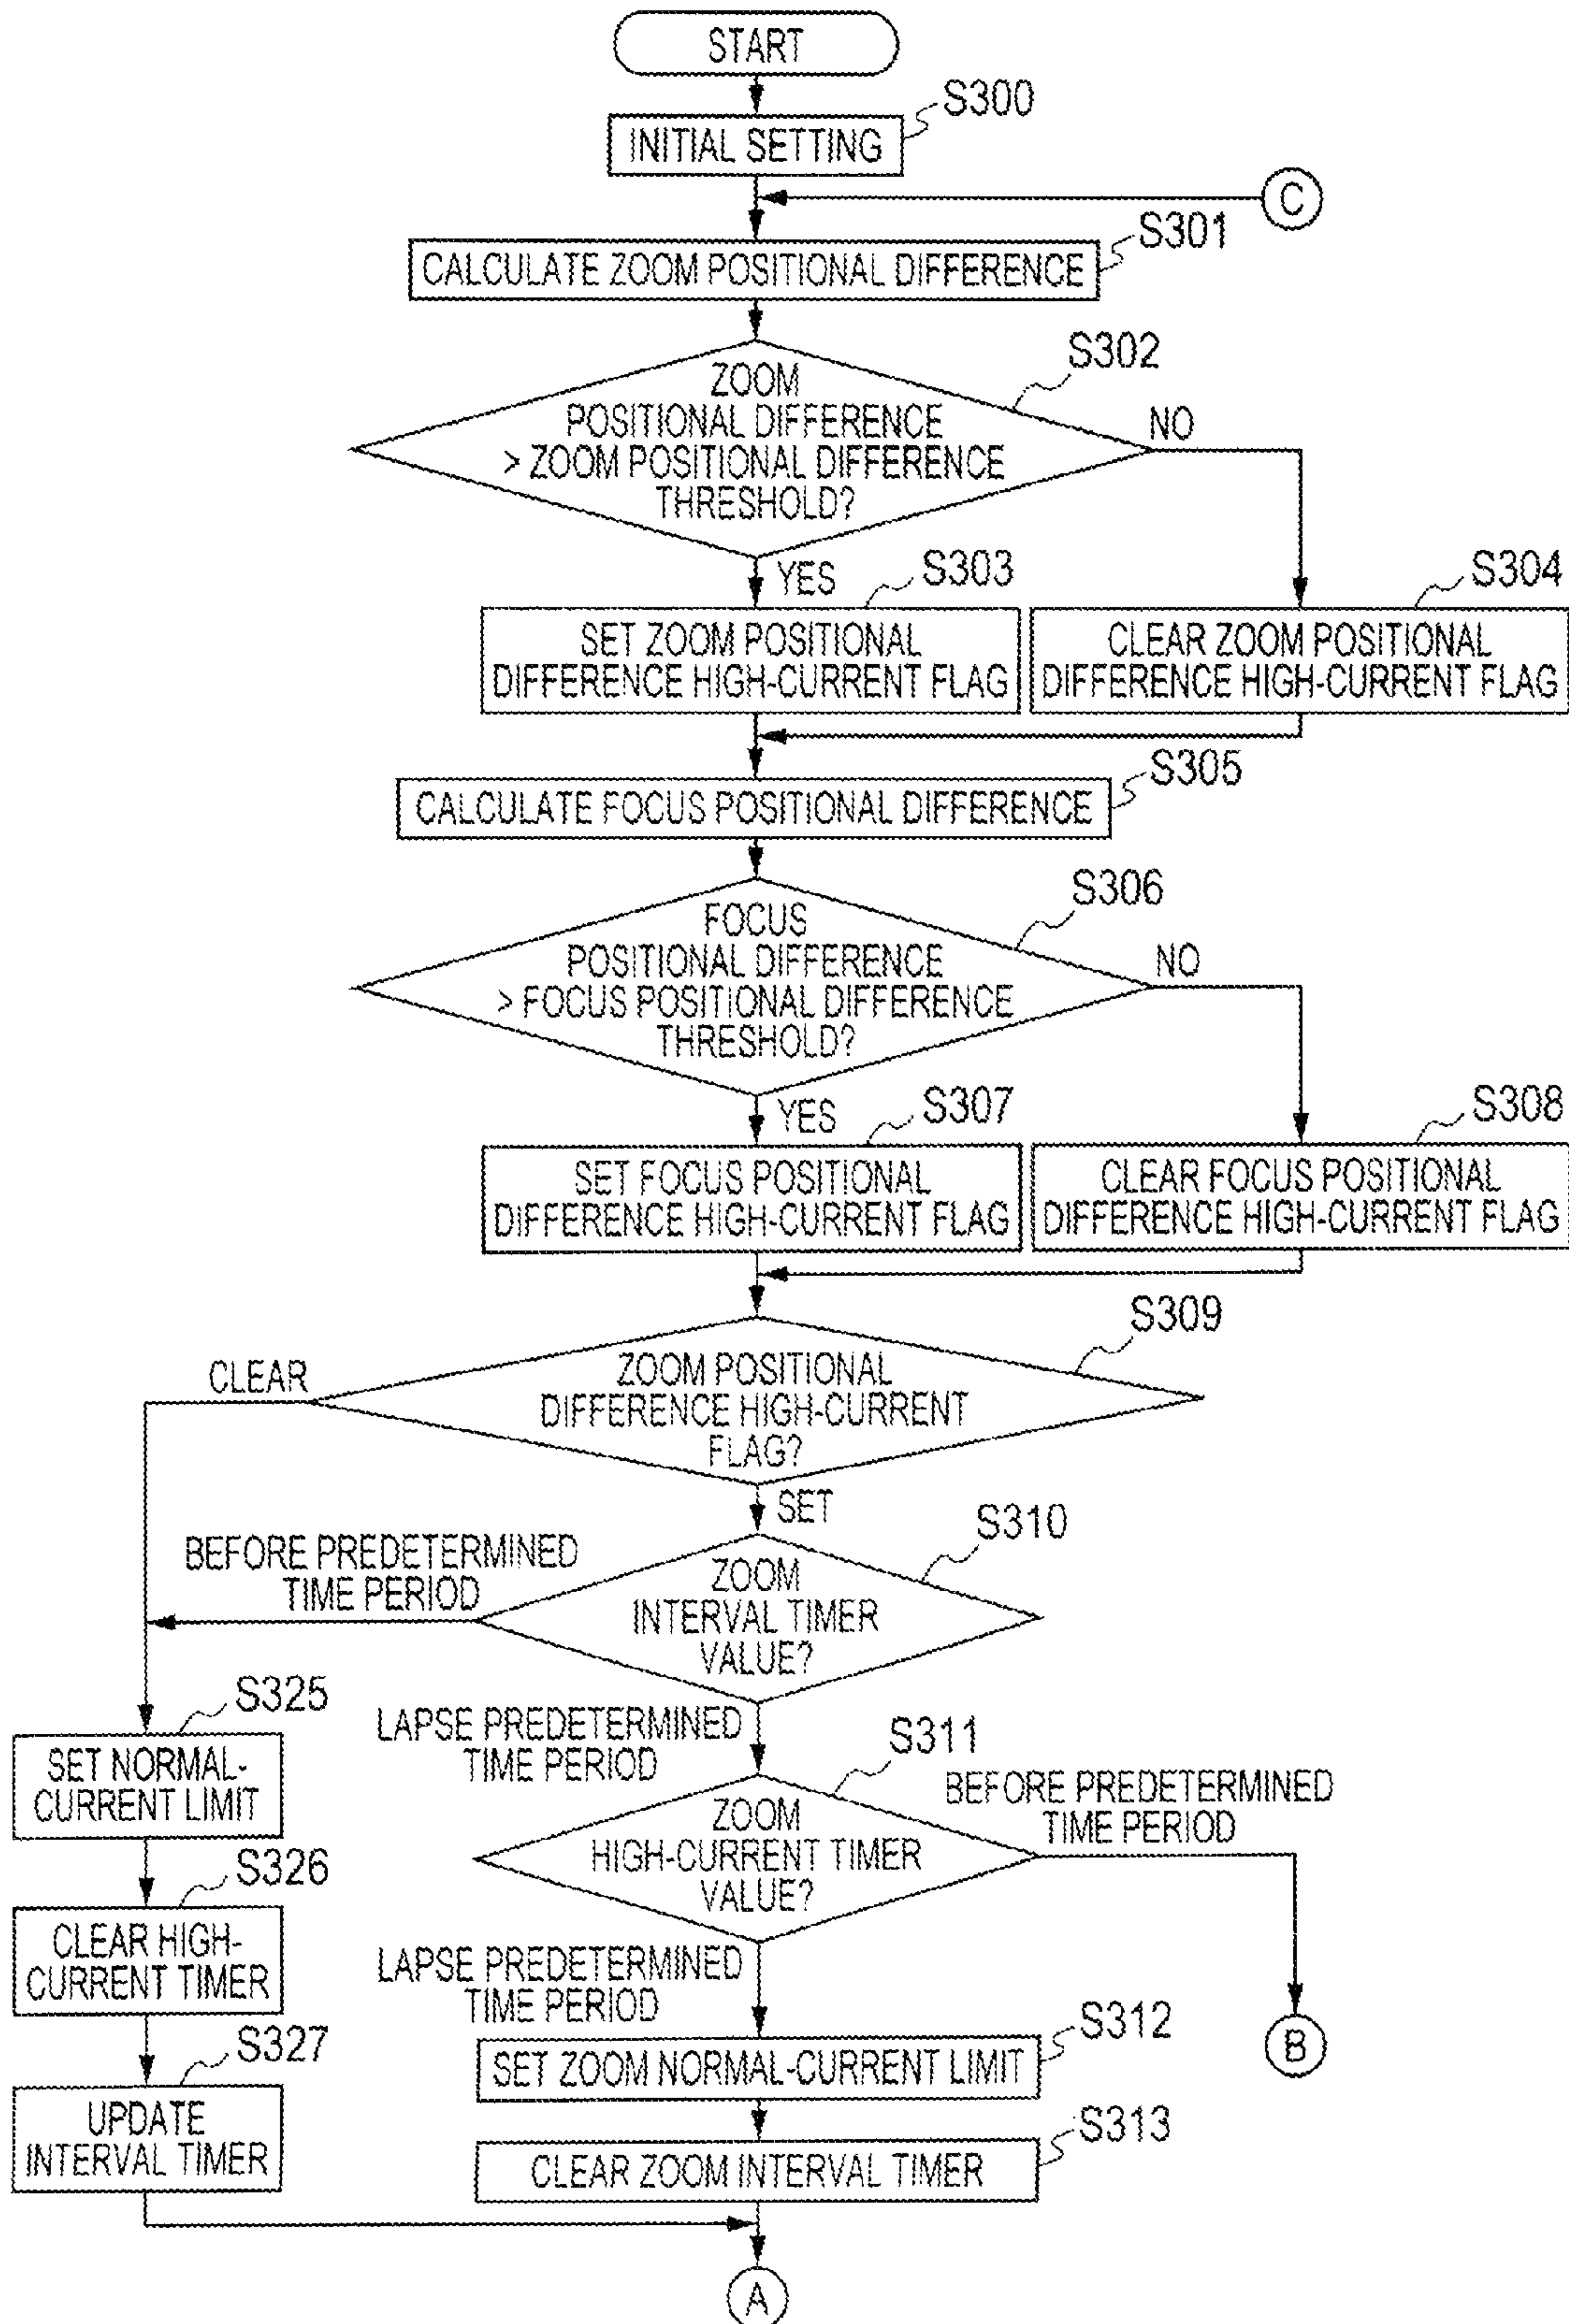 START
S300
INITIAL SETTING
C
S301
CALCULATE ZOOM POSITIONAL DIFFERENCE
S302
ZOOM
POSITIONAL DIFFERENCE
> ZOOM POSITIONAL DIFFERENCE
THRESHOLD?
NO
YES
S303
S304
SET ZOOM POSITIONAL
DIFFERENCE HIGH-CURRENT FLAG
CLEAR ZOOM POSITIONAL
DIFFERENCE HIGH-CURRENT FLAG
S305
CALCULATE FOCUS POSITIONAL DIFFERENCE
S306
FOCUS
POSITIONAL DIFFERENCE
> FOCUS POSITIONAL DIFFERENCE
THRESHOLD?
NO
YES
S307
S308
SET FOCUS POSITIONAL
DIFFERENCE HIGH-CURRENT FLAG
CLEAR FOCUS POSITIONAL
DIFFERENCE HIGH-CURRENT FLAG
S309
CLEAR
ZOOM POSITIONAL
DIFFERENCE HIGH-CURRENT
FLAG?
SET
S310
BEFORE PREDETERMINED
TIME PERIOD
ZOOM
INTERVAL TIMER
VALUE?
S325
SET NORMAL-
CURRENT LIMIT
LAPSE PREDETERMINED
TIME PERIOD
S311
BEFORE PREDETERMINED
TIME PERIOD
ZOOM
HIGH-CURRENT TIMER
VALUE?
S326
CLEAR HIGH-
CURRENT TIMER
LAPSE PREDETERMINED
TIME PERIOD
S312
SET ZOOM NORMAL-CURRENT LIMIT
B
S327
UPDATE
INTERVAL TIMER
S313
CLEAR ZOOM INTERVAL TIMER
A